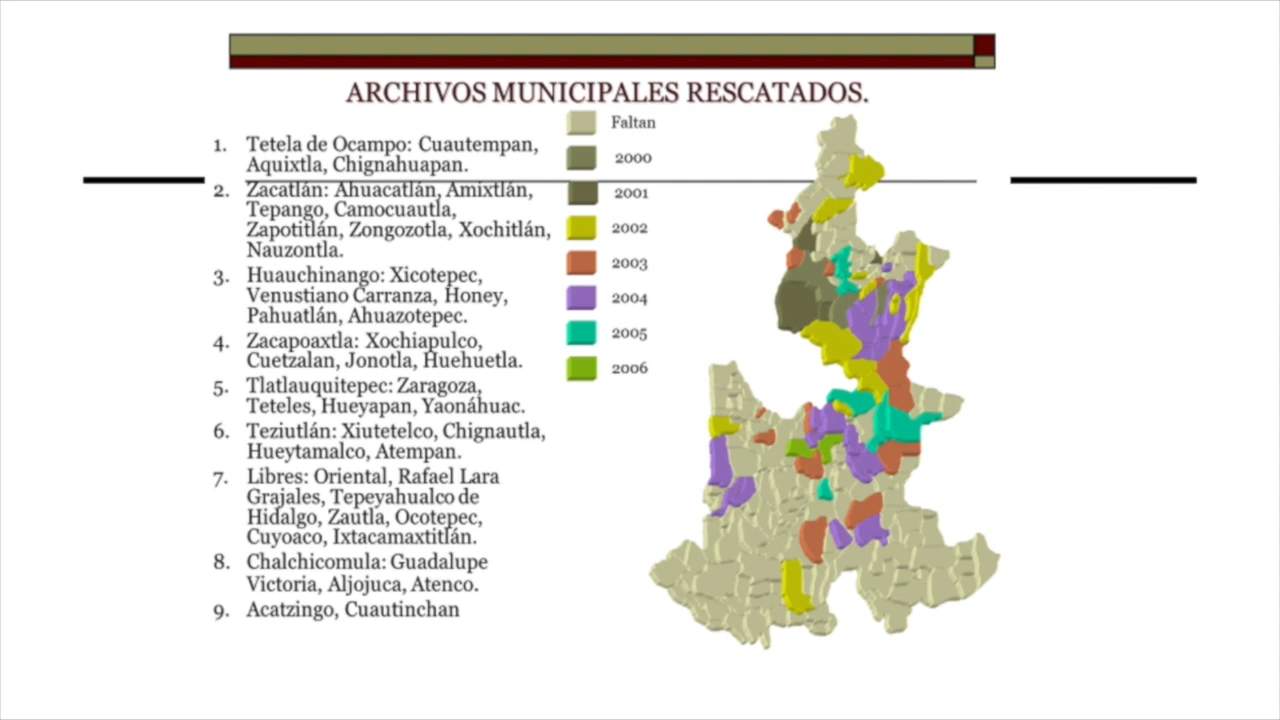 ARCHIVOS MUNICIPALES RESCATADOS.
1. Tetela de Ocampo: Cuautempan,
Aquixtla, Chignahuapan.
2. Zacatlán: Ahuacatlán, Amixtlán,
Tepango, Camocuautla,
Zapotitlán, Zongozotla, Xochitlán,
Nauzontla.
3. Huauchinango: Xicotepec,
Venustiano Carranza, Honey,
Pahuatlán, Ahuazotepec.
4. Zacapoaxtla: Xochiapulco,
Cuetzalan, Jonotla, Huehuetla.
5. Tlatlauquitepec: Zaragoza,
Teteles, Hueyapan, Yaonáhuac.
6. Teziutlán: Xiutetelco, Chignautla,
Hueytamalco, Atempan.
7. Libres: Oriental, Rafael Lara
Grajales, Tepeyahualco de
Hidalgo, Zautla, Ocotepec,
Cuyoaco, Ixtacamaxtitlán.
8. Chalchicomula: Guadalupe
Victoria, Aljojuca, Atenco.
9. Acatzingo, Cuautinchan
Faltan
2000
2001
2002
2003
2004
2005
2006